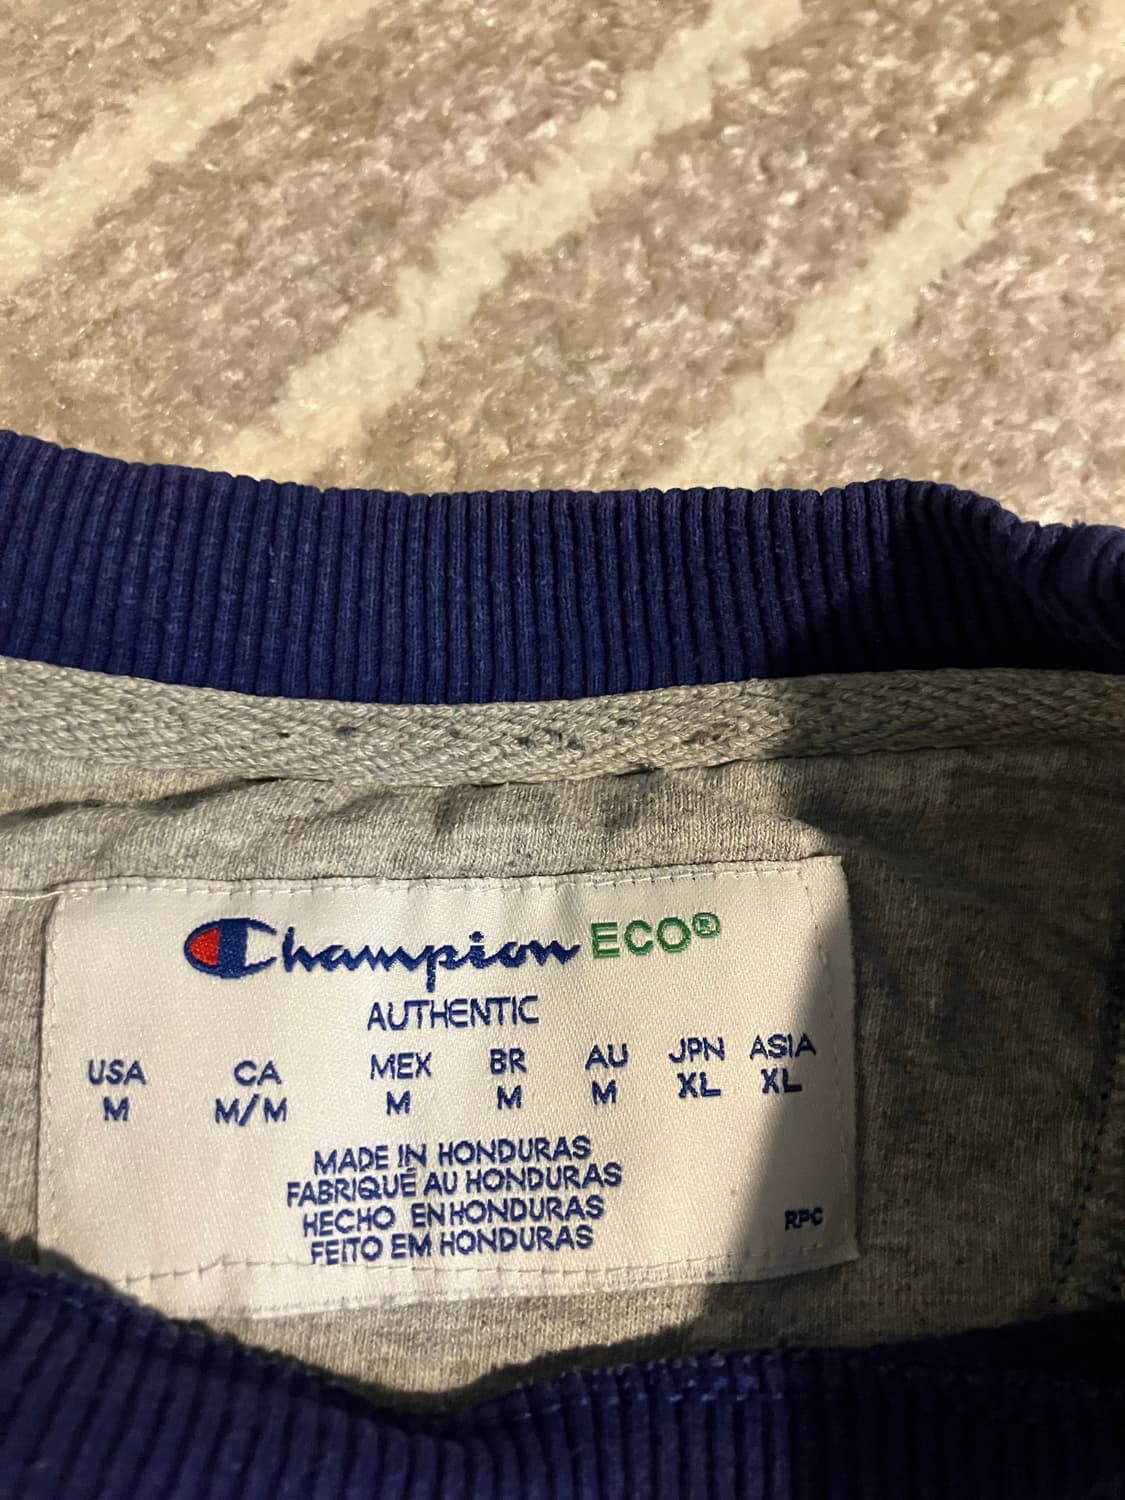 Champion ECO®
AUTHENTIC
USA CA MEX BR AU JPN ASIA
M M/M M M M XL XL
MADE IN HONDURAS
FABRIQUÉ AU HONDURAS
HECHO EN HONDURAS
FEITO EM HONDURAS
RPC